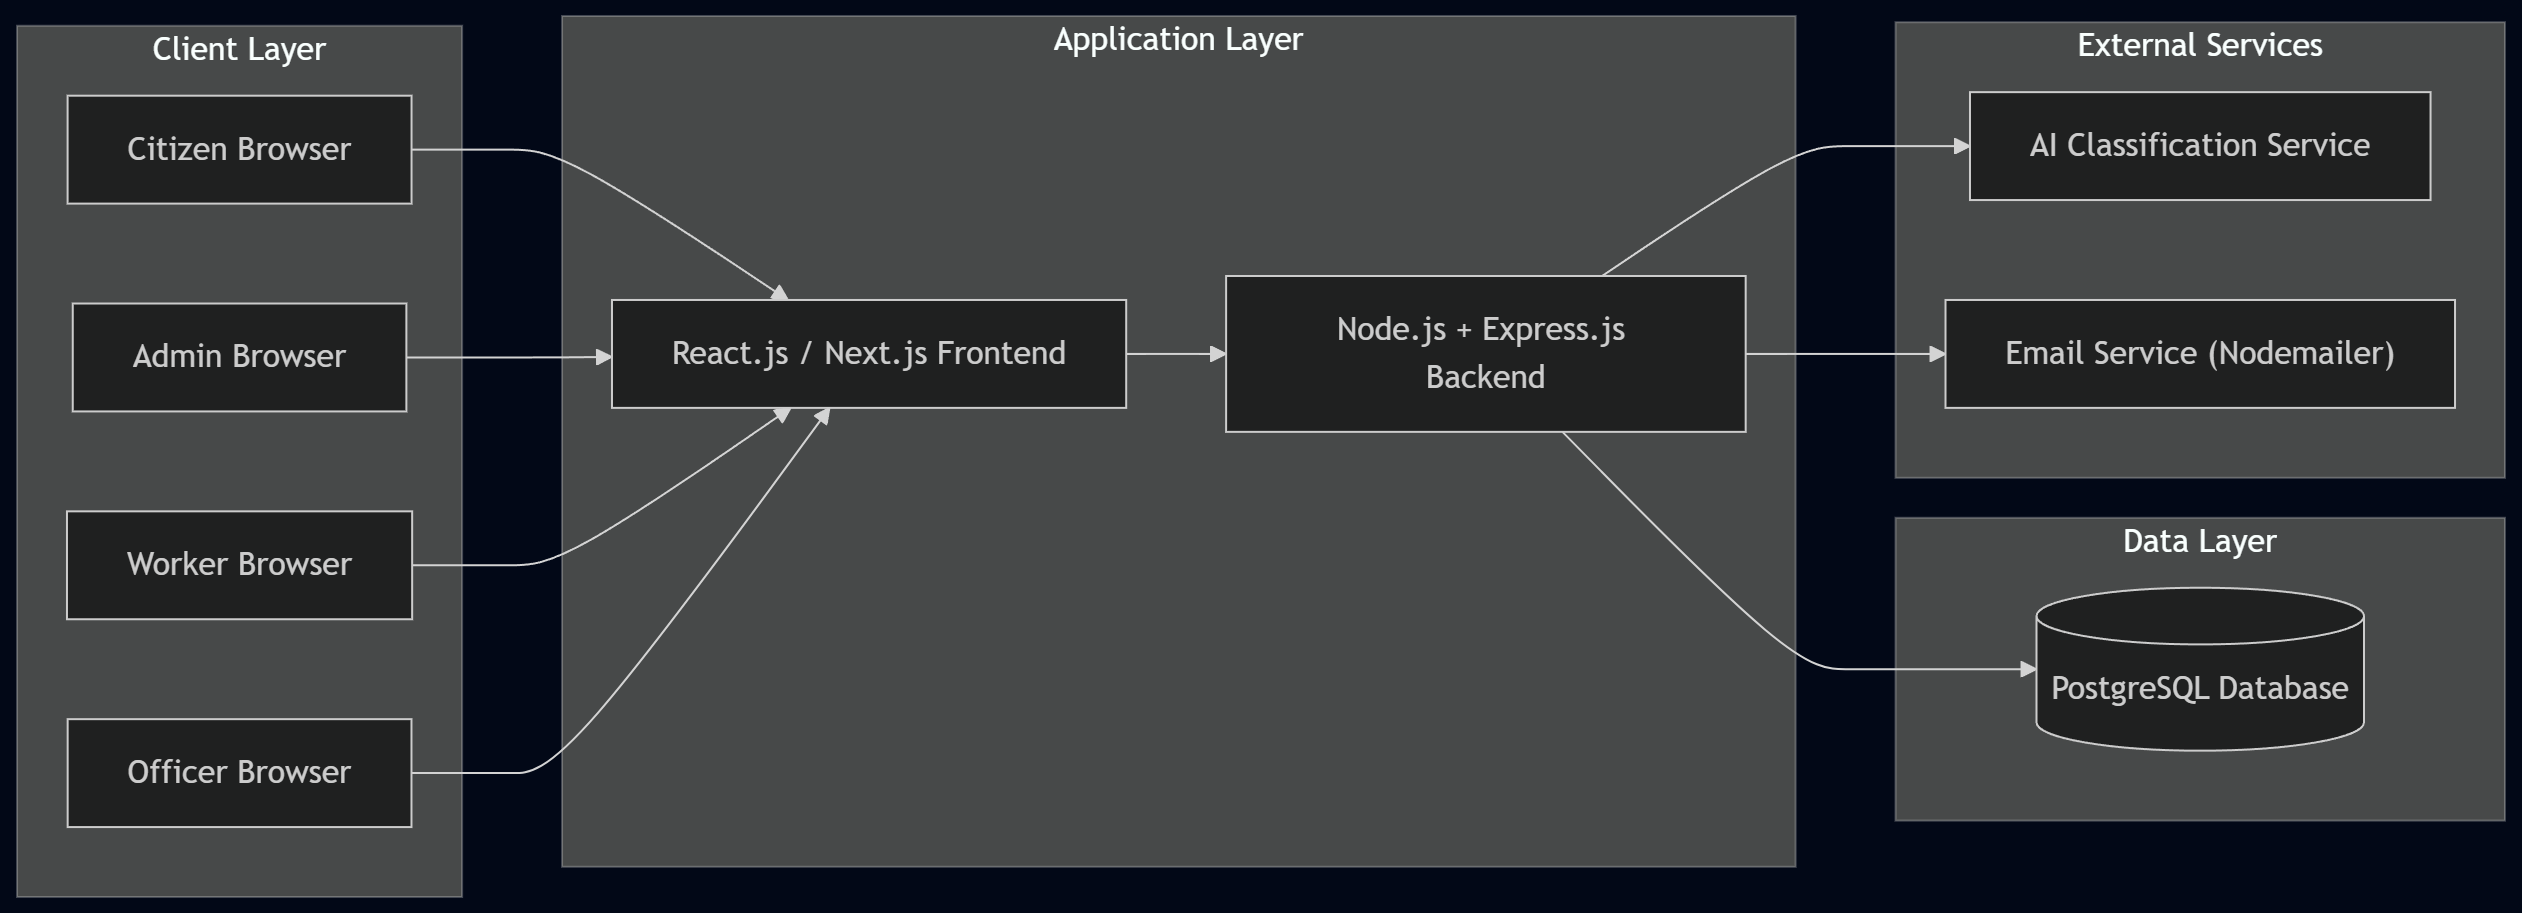 Client Layer
Citizen Browser
Admin Browser
Worker Browser
Officer Browser
Application Layer
React.js / Next.js Frontend
Node.js + Express.js
Backend
External Services
AI Classification Service
Email Service (Nodemailer)
Data Layer
PostgreSQL Database